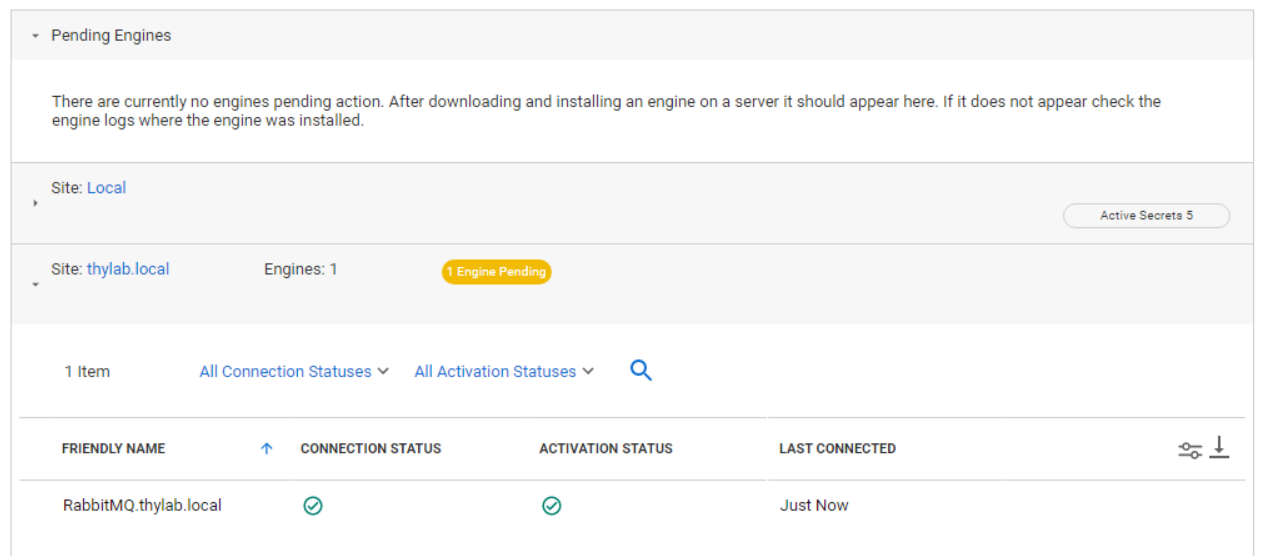 Pending Engines
There are currently no engines pending action. After downloading and installing an engine on a server it should appear here. If it does not appear check the
engine logs where the engine was installed.
Site: Local
Active Secrets 5
Site: thylab.local Engines: 1 1 Engine Pending
1 Item All Connection Statuses All Activation Statuses
FRIENDLY NAME CONNECTION STATUS ACTIVATION STATUS LAST CONNECTED
RabbitMQ.thylab.local Just Now